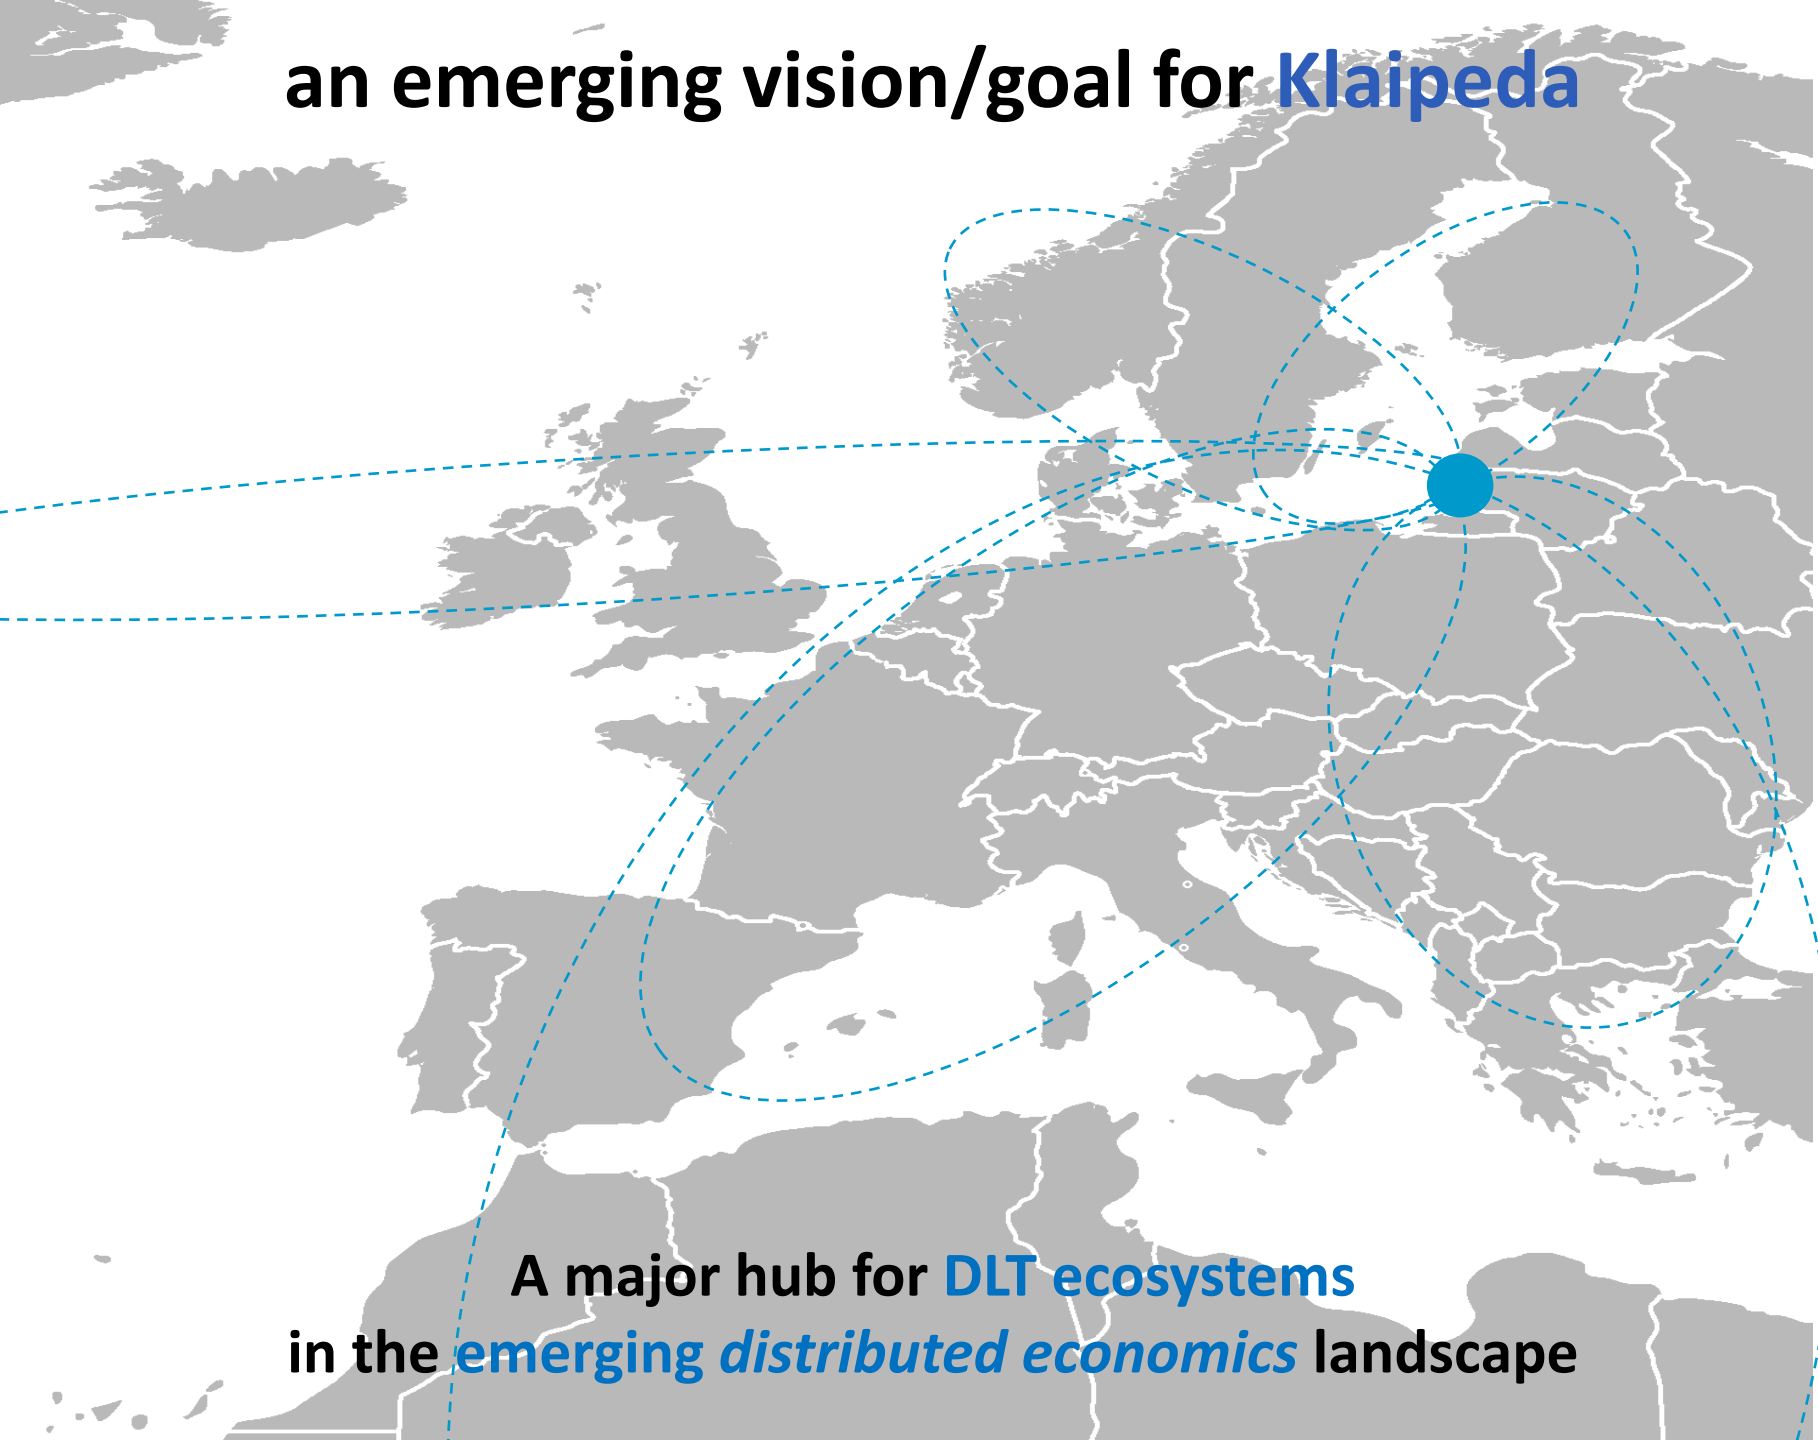 an emerging vision/goal for Klaipeda
A major hub for DLT ecosystems
in the emerging distributed economics landscape